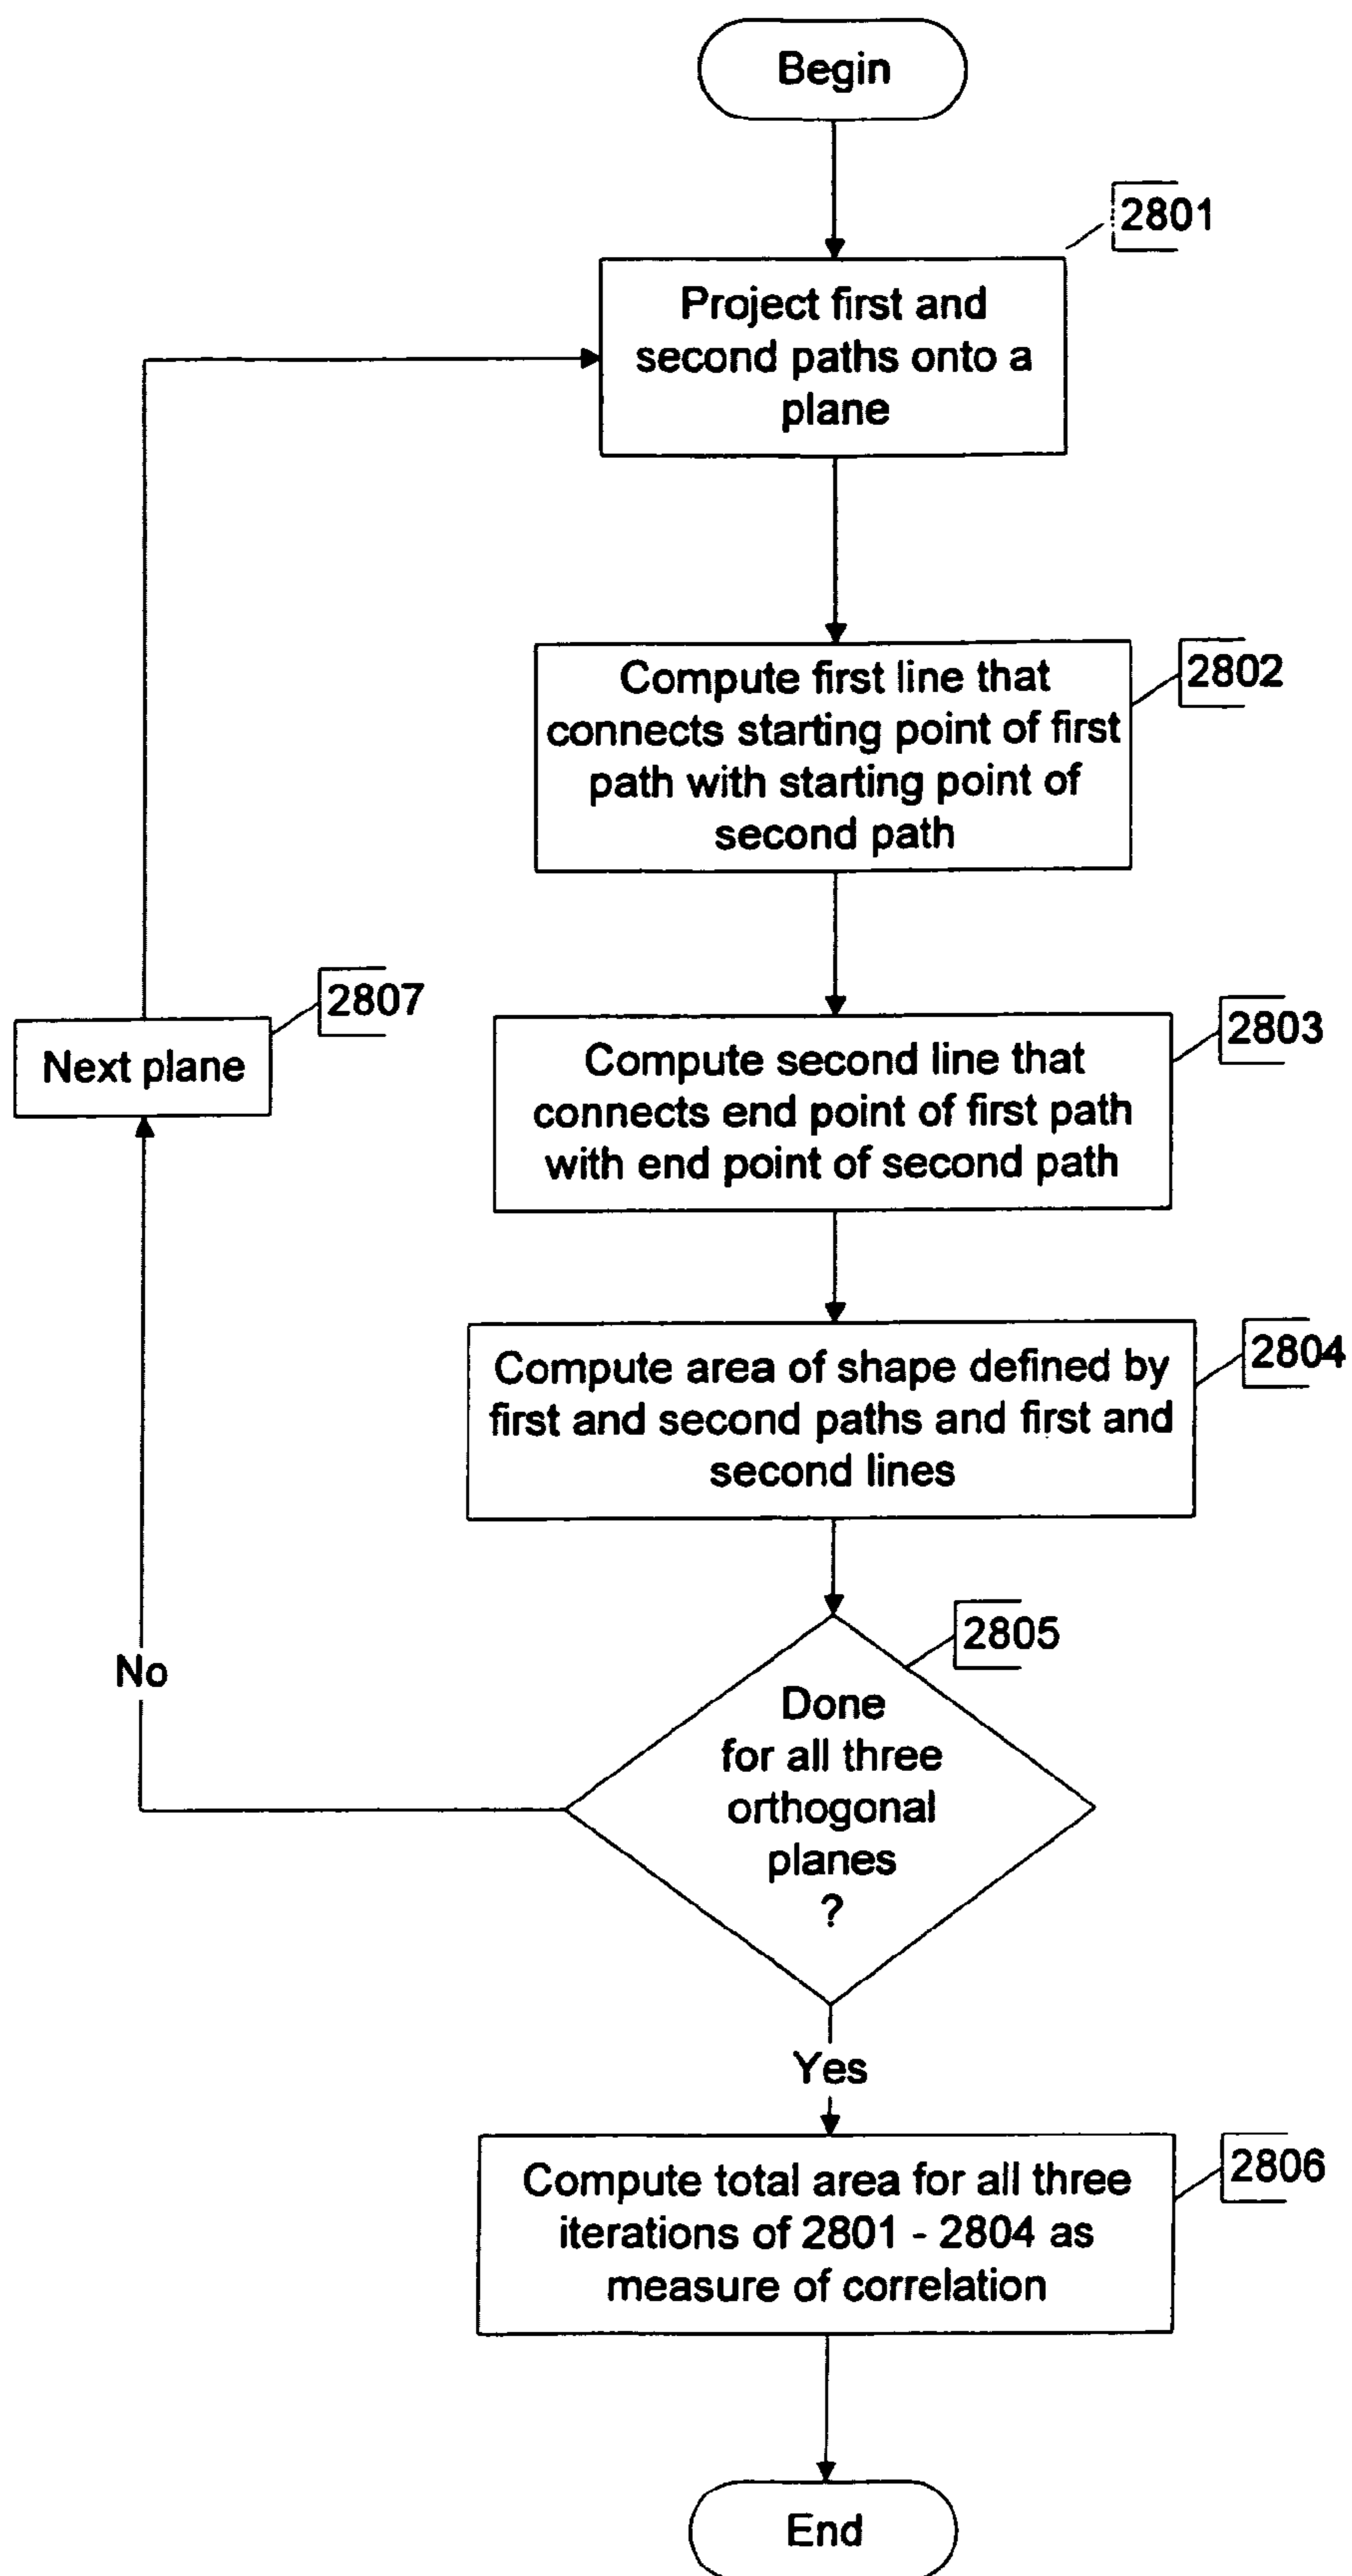 Begin
2801
Project first and
second paths onto a
plane
2802
Compute first line that
connects starting point of first
path with starting point of
second path
2807
Next plane
2803
Compute second line that
connects end point of first path
with end point of second path
2804
Compute area of shape defined by
first and second paths and first and
second lines
2805
Done
for all three
orthogonal
planes
?
No
Yes
2806
Compute total area for all three
iterations of 2801 - 2804 as
measure of correlation
End